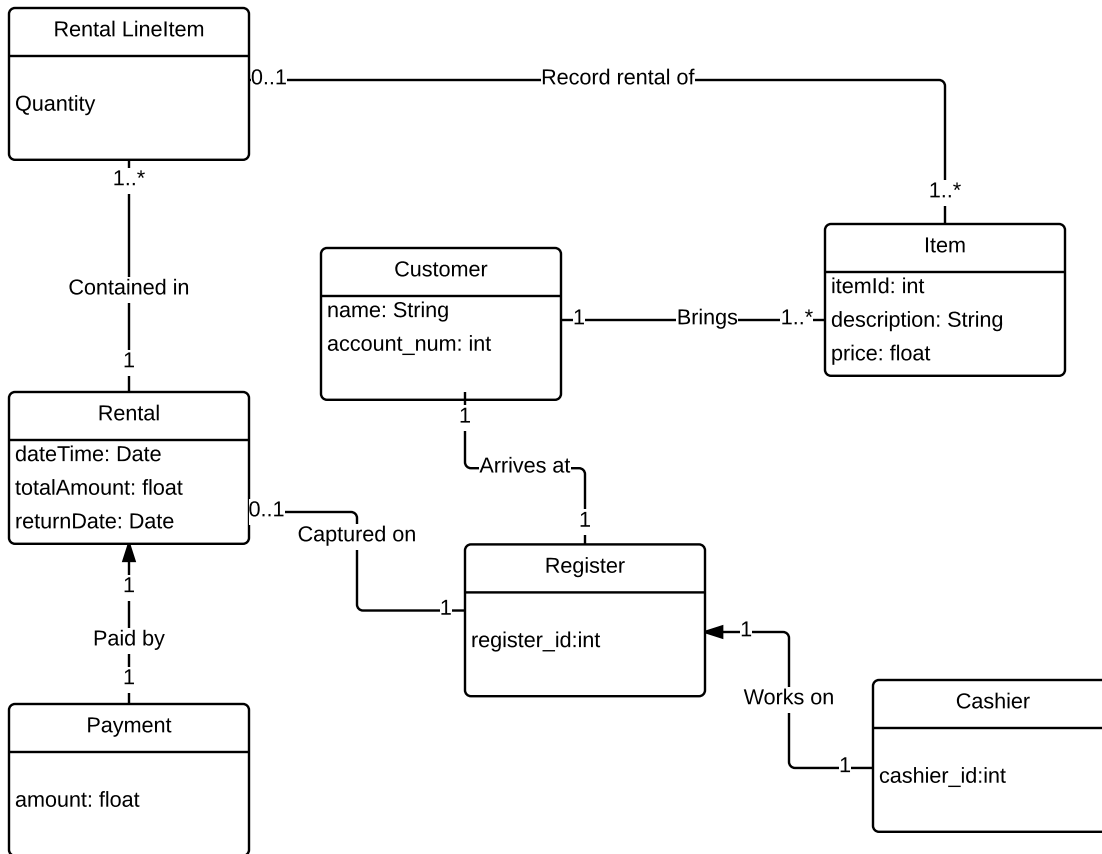 Rental LineItem
Quantity
0..1
Record rental of
1..*
1..*
Contained in
1
Customer
name: String
account_num: int
1
Brings
1..*
Item
itemId: int
description: String
price: float
1
Arrives at
1
Rental
dateTime: Date
totalAmount: float
returnDate: Date
0..1
Captured on
1
Register
register_id:int
1
Paid by
1
1
Works on
1
Payment
amount: float
Cashier
cashier_id:int